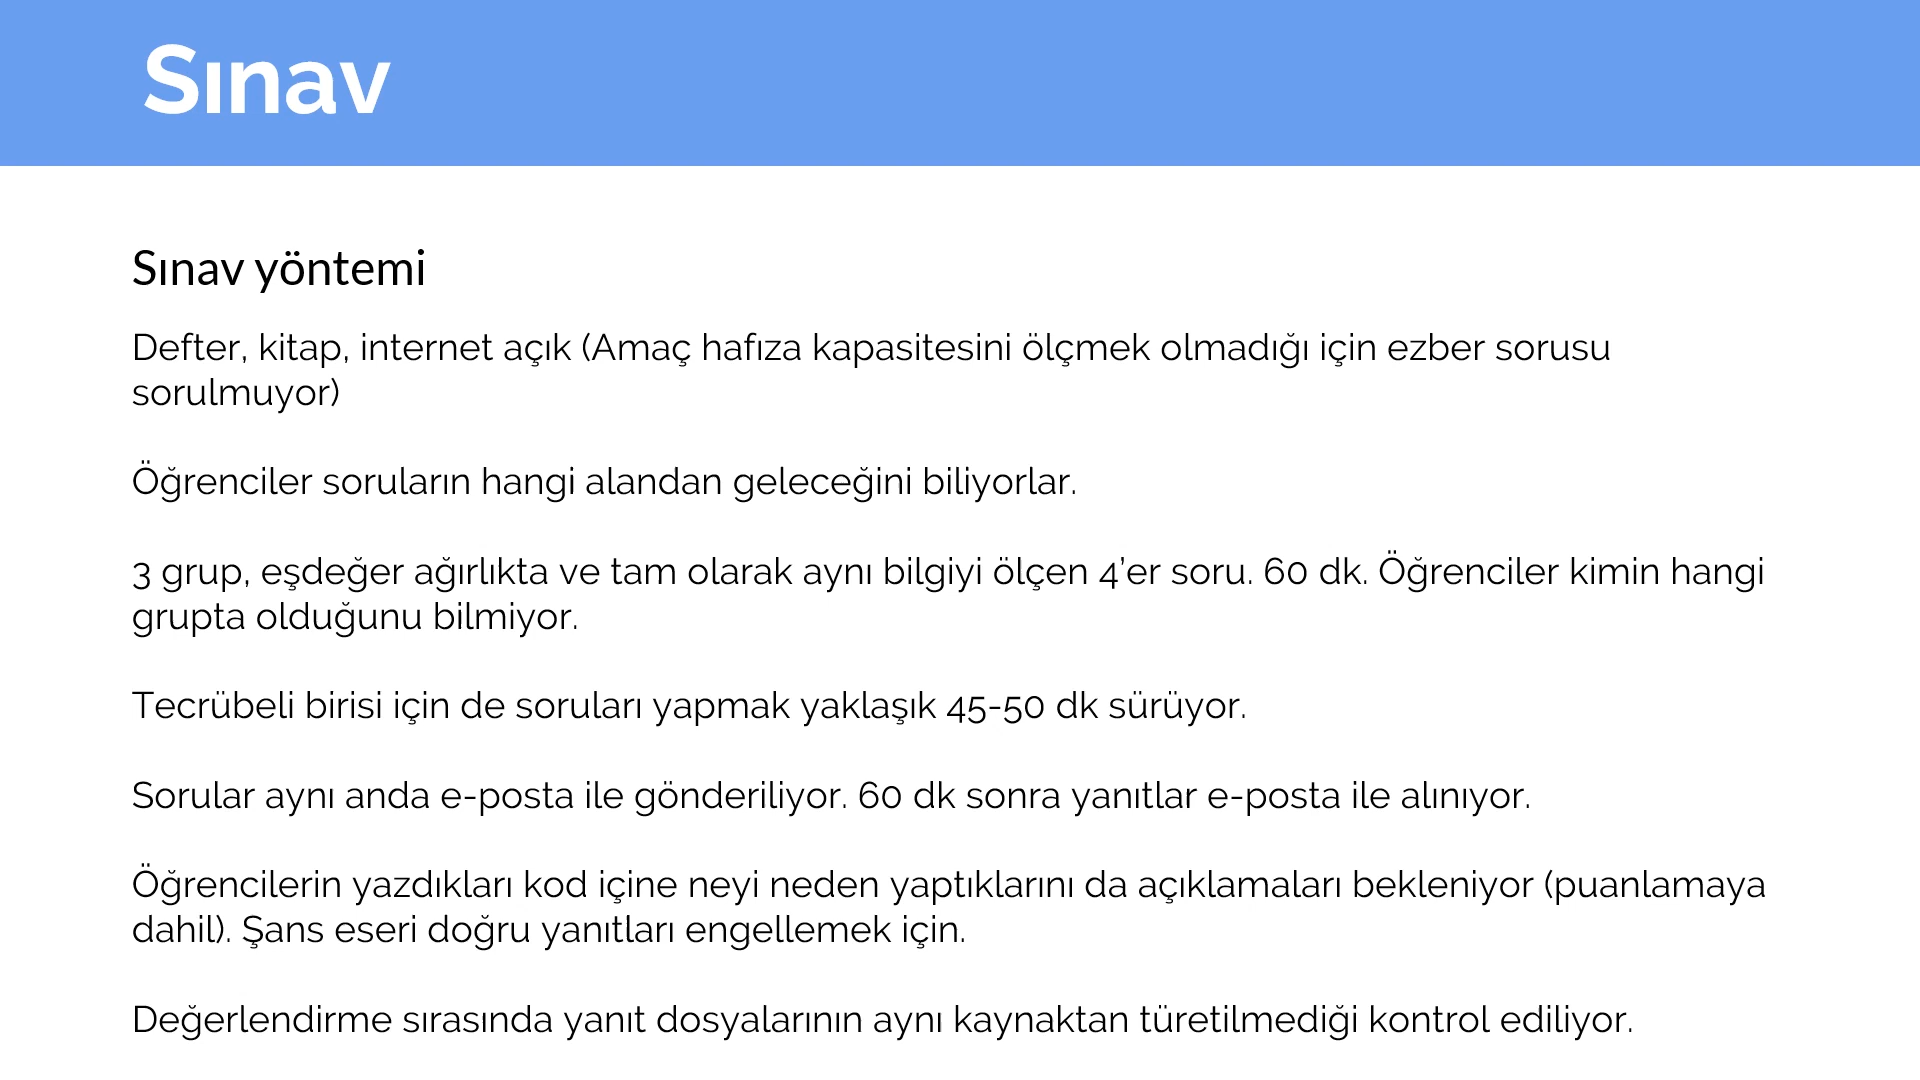 Sınav
Sınav yöntemi
Defter, kitap, internet açık (Amaç hafıza kapasitesini ölçmek olmadığı için ezber sorusu
sorulmuyor)
Öğrenciler soruların hangi alandan geleceğini biliyorlar.
3 grup, eşdeğer ağırlıkta ve tam olarak aynı bilgiyi ölçen 4’er soru. 60 dk. Öğrenciler kimin hangi
grupta olduğunu bilmiyor.
Tecrübeli birisi için de soruları yapmak yaklaşık 45-50 dk sürüyor.
Sorular aynı anda e-posta ile gönderiliyor. 60 dk sonra yanıtlar e-posta ile alınıyor.
Öğrencilerin yazdıkları kod içine neyi neden yaptıklarını da açıklamaları bekleniyor (puanlamaya
dahil). Şans eseri doğru yanıtları engellemek için.
Değerlendirme sırasında yanıt dosyalarının aynı kaynaktan türetilmediği kontrol ediliyor.